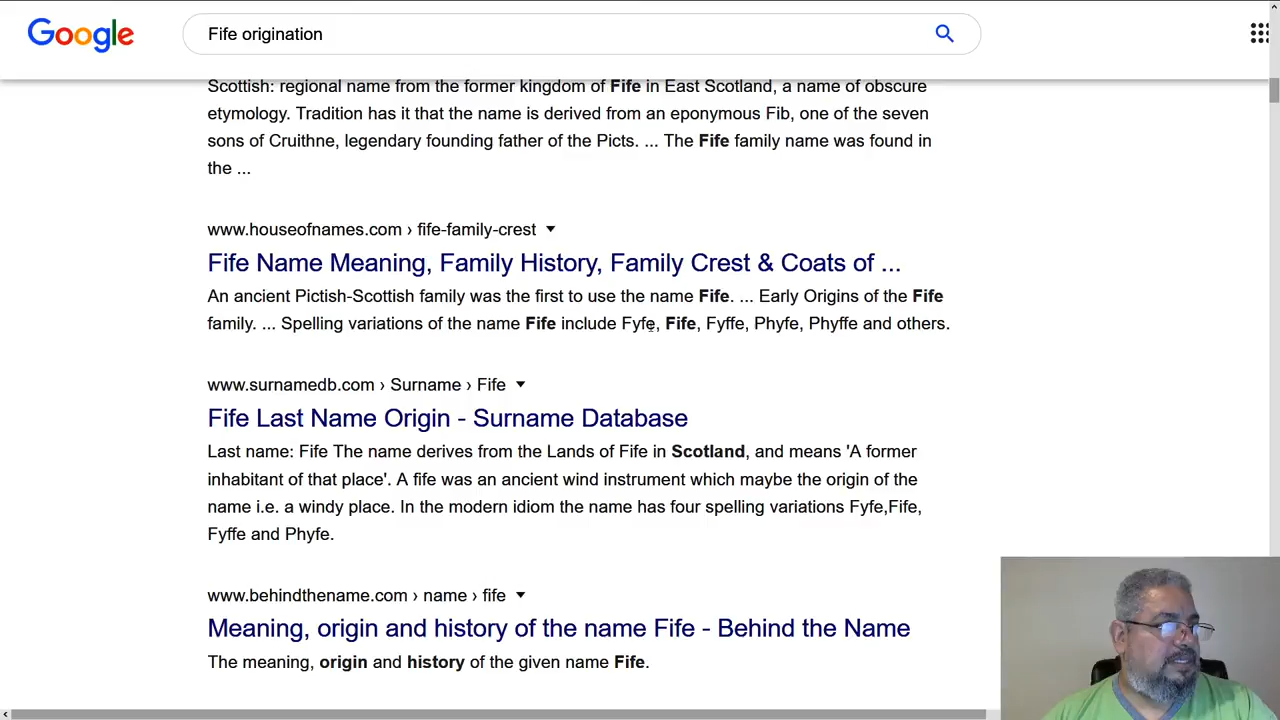 Google
Fife origination
Scottish: regional name from the former kingdom of Fife in East Scotland, a name of obscure
etymology. Tradition has it that the name is derived from an eponymous Fib, one of the seven
sons of Cruithne, legendary founding father of the Picts. ... The Fife family name was found in
the ...
www.houseofnames.com › fife-family-crest
Fife Name Meaning, Family History, Family Crest & Coats of ...
An ancient Pictish-Scottish family was the first to use the name Fife. ... Early Origins of the Fife
family. ... Spelling variations of the name Fife include Fyfe, Fife, Fyffe, Phyfe, Phyffe and others.
www.surnamedb.com › Surname › Fife
Fife Last Name Origin - Surname Database
Last name: Fife The name derives from the Lands of Fife in Scotland, and means 'A former
inhabitant of that place'. A fife was an ancient wind instrument which maybe the origin of the
name i.e. a windy place. In the modern idiom the name has four spelling variations Fyfe,Fife,
Fyffe and Phyfe.
www.behindthename.com › name › fife
Meaning, origin and history of the name Fife - Behind the Name
The meaning, origin and history of the given name Fife.